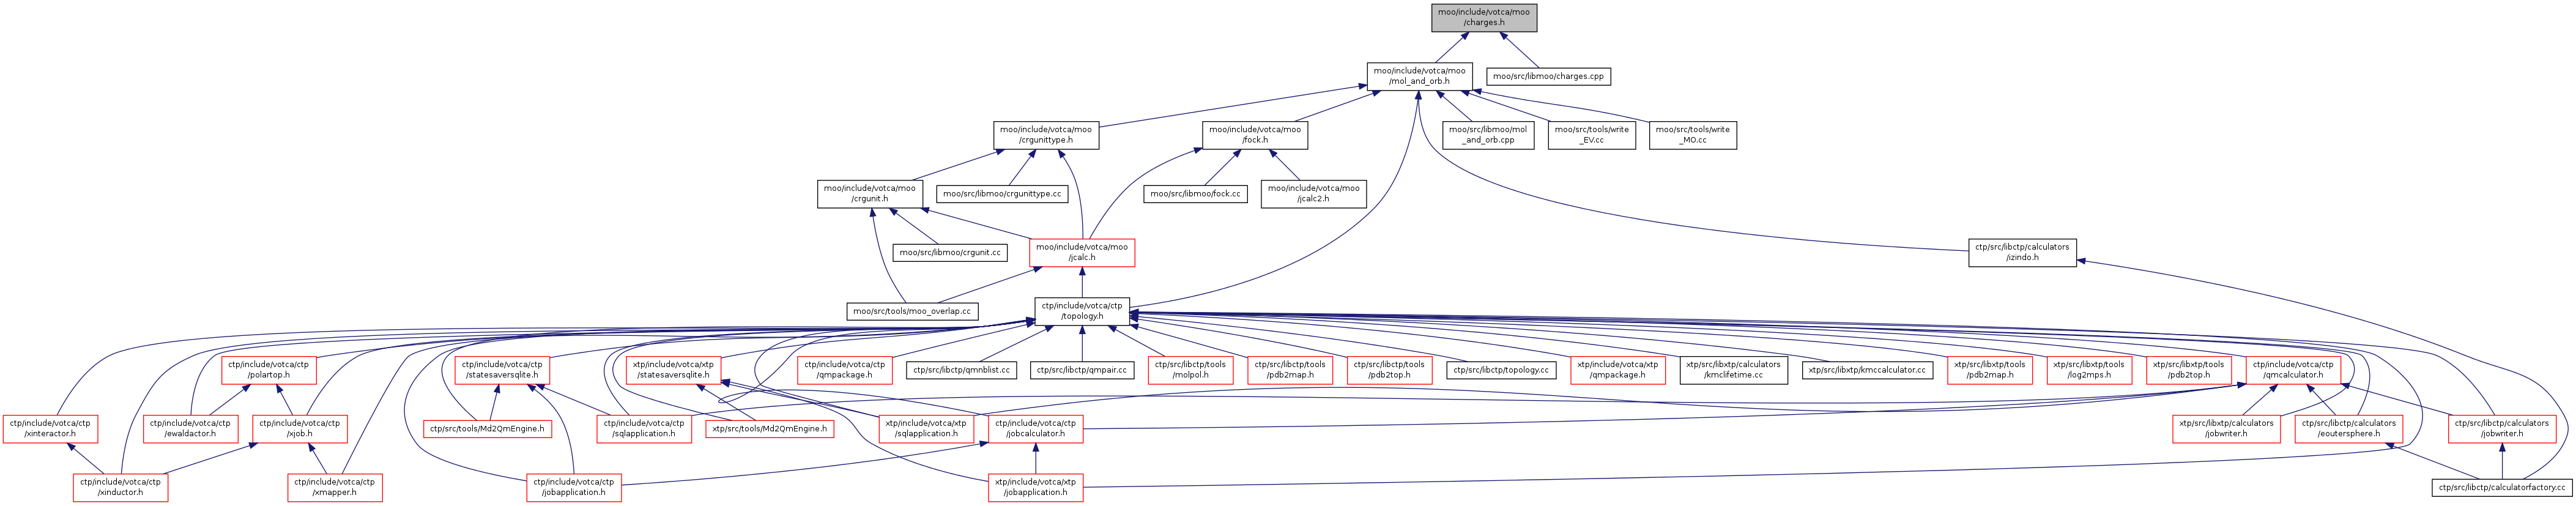 moo/include/votca/moo
/charges.h
moo/include/votca/moo
/mol_and_orb.h
moo/src/libmoo/charges.cpp
moo/include/votca/moo
/crgunittype.h
moo/include/votca/moo
/fock.h
moo/src/libmoo/mol
_and_orb.cpp
moo/src/tools/write
_EV.cc
moo/src/tools/write
_MO.cc
moo/include/votca/moo
/crgunit.h
moo/src/libmoo/crgunittype.cc
moo/src/libmoo/fock.cc
moo/include/votca/moo
/jcalc2.h
moo/src/libmoo/crgunit.cc
moo/include/votca/moo
/jcalc.h
ctp/src/libctp/calculators
/izindo.h
moo/src/tools/moo_overlap.cc
ctp/include/votca/ctp
/topology.h
ctp/include/votca/ctp
/polartop.h
ctp/include/votca/ctp
/statesaversqlite.h
xtp/include/votca/xtp
/statesaversqlite.h
ctp/include/votca/ctp
/qmpackage.h
ctp/src/libctp/qmnblist.cc
ctp/src/libctp/qmpair.cc
ctp/src/libctp/tools
/molpol.h
ctp/src/libctp/tools
/pdb2map.h
ctp/src/libctp/tools
/pdb2top.h
ctp/src/libctp/topology.cc
xtp/include/votca/xtp
/qmpackage.h
xtp/src/libxtp/calculators
/kmclifetime.cc
xtp/src/libxtp/kmccalculator.cc
xtp/src/libxtp/tools
/pdb2map.h
xtp/src/libxtp/tools
/log2mps.h
xtp/src/libxtp/tools
/pdb2top.h
ctp/include/votca/ctp
/qmcalculator.h
ctp/include/votca/ctp
/xinteractor.h
ctp/include/votca/ctp
/ewaldactor.h
ctp/include/votca/ctp
/xjob.h
ctp/src/tools/Md2QmEngine.h
ctp/include/votca/ctp
/sqlapplication.h
xtp/src/tools/Md2QmEngine.h
xtp/include/votca/xtp
/sqlapplication.h
ctp/include/votca/ctp
/jobcalculator.h
xtp/src/libxtp/calculators
/jobwriter.h
ctp/src/libctp/calculators
/eoutersphere.h
ctp/src/libctp/calculators
/jobwriter.h
ctp/include/votca/ctp
/xinductor.h
ctp/include/votca/ctp
/xmapper.h
ctp/include/votca/ctp
/jobapplication.h
xtp/include/votca/xtp
/jobapplication.h
ctp/src/libctp/calculatorfactory.cc